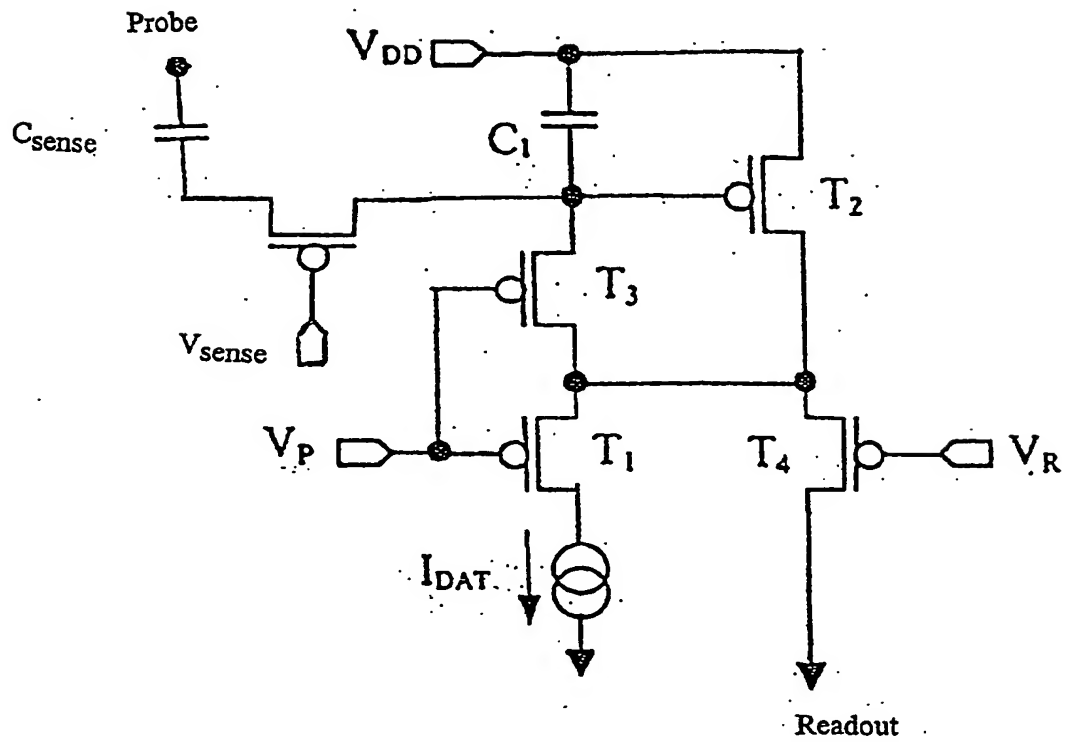 Probe
VDD
Csense
C1
T2
T3
Vsense
VP
T1
T4
VR
IDAT
Readout